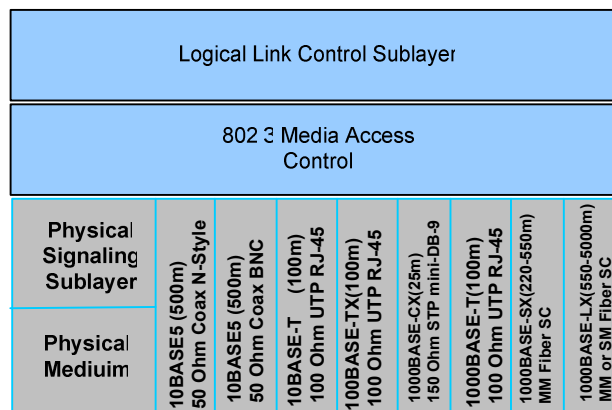 Logical Link Control Sublayer
802 3 Media Access
Control
Physical
Signaling
Sublayer
Physical
Mediuim
10BASE5 (500m)
50 Ohm Coax N-Style
10BASE5 (500m)
50 Ohm Coax BNC
10BASE-T (100m)
100 Ohm UTP RJ-45
100BASE-TX(100m)
100 Ohm UTP RJ-45
1000BASE-CX(25m)
150 Ohm STP mini-DB-9
1000BASE-T(100m)
100 Ohm UTP RJ-45
1000BASE-SX(220-550m)
MM Fiber SC
1000BASE-LX(550-5000m)
MM or SM Fiber SC